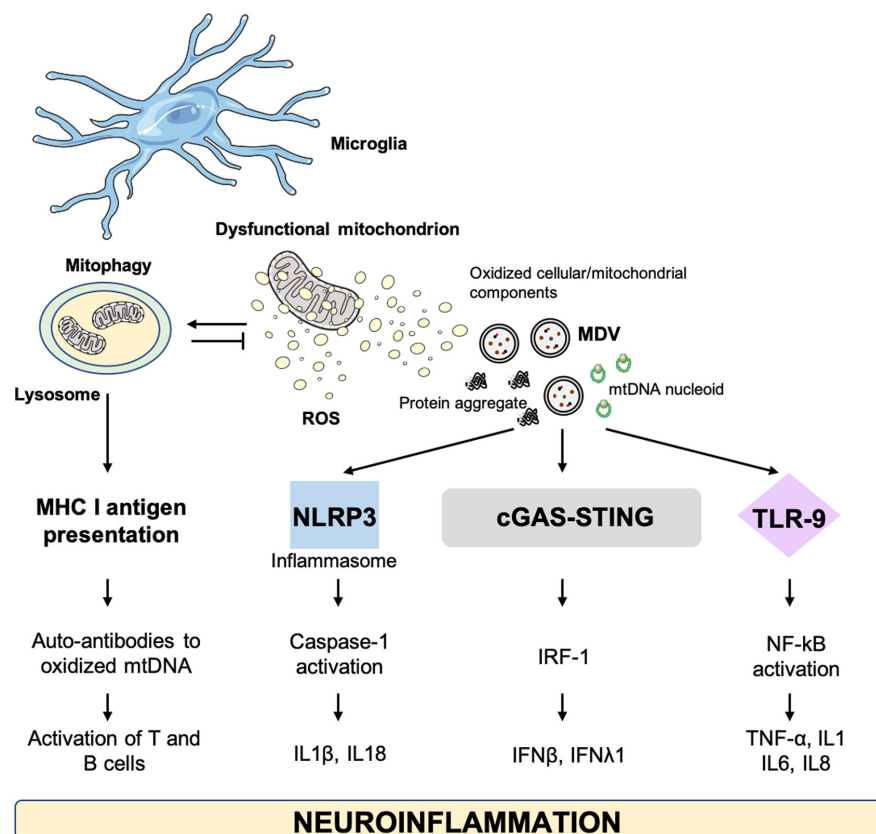 Microglia
Dysfunctional mitochondrion
Mitophagy
Oxidized cellular/mitochondrial
components
MDV
Lysosome
Protein aggregate
mtDNA nucleoid
ROS
MHC I antigen
presentation
NLRP3
Inflammasome
cGAS-STING
TLR-9
Auto-antibodies to
oxidized mtDNA
Caspase-1
activation
IRF-1
NF-kB
activation
Activation of T and
B cells
IL1β, IL18
IFNβ, IFNλ1
TNF-α, IL1
IL6, IL8
NEUROINFLAMMATION